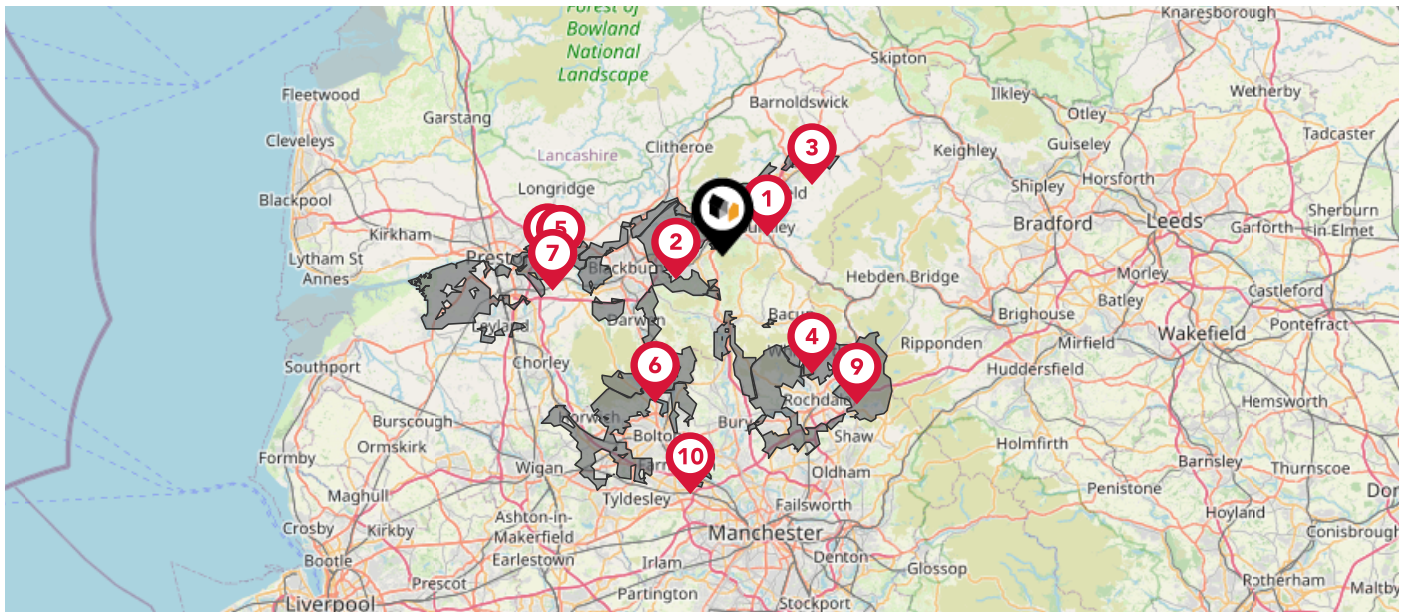 Forest of
Bowland
National
Landscape
Knaresborough
Skipton
Fleetwood
Ilkley
Wetherby
Barnoldswick
Garstang
Otley
Cleveleys
Clitheroe
Guiseley
Tadcaster
Lancashire
3
Keighley
Longridge
Horsforth
Shipley
Blackpool
1
Sherburn
in Elmet
Bradford
Leeds
Garforth
5
Kirkham
2
7
Lytham St
Annes
Blackburn
Hebden Bridge
Morley
Castleford
Batley
Brighouse
Pontefract
Darwen
Leyland
4
Wakefield
Ripponden
Mirfield
Chorley
Southport
6
9
Huddersfield
Rochdale
Hemsworth
Burscough
Bury
Bolton
Shaw
Holmfirth
Ormskirk
Formby
10
Wigan
Oldham
Barnsley
Thurnscoe
Maghull
Tyldesley
Failsworth
Penistone
Hoyland
Crosby
Kirkby
Ashton-in-
Makerfield
Manchester
Conisbrough
Bootle
Earlestown
Irlam
Denton
Glossop
Prescot
Partington
Rotherham
Maltby
Liverpool
Stockport